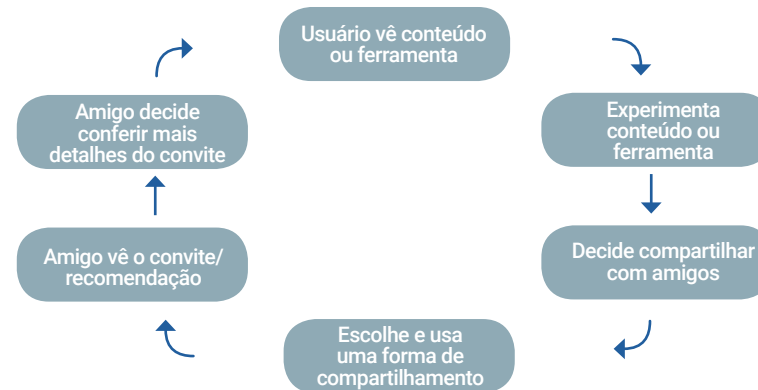 Usuário vê conteúdo
ou ferramenta
Experimenta
conteúdo ou
ferramenta
Decide compartilhar
com amigos
Escolhe e usa
uma forma de
compartilhamento
Amigo vê o convite/
recomendação
Amigo decide
conferir mais
detalhes do convite